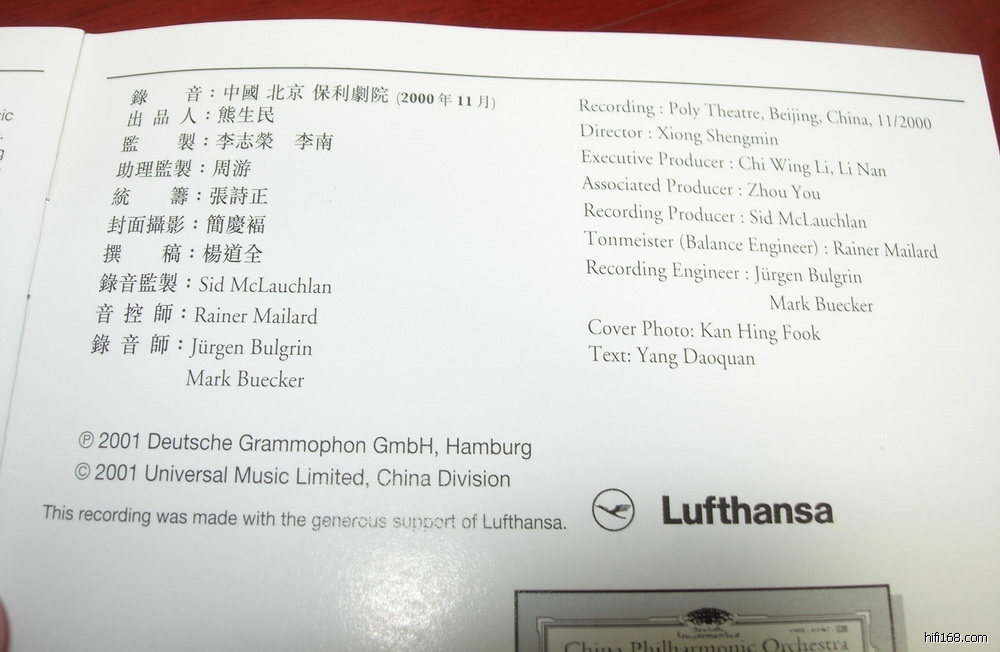 sic
錄 音：中國 北京 保利劇院 (2000 年 11 月)
出 品 人：熊生民
監 製：李志榮 李南
助理監製：周游
統 籌：張詩正
封面攝影：簡慶福
撰 稿：楊道全
錄音監製：Sid McLauchlan
音 控 師：Rainer Mailard
錄 音 師：Jürgen Bulgrin
Mark Buecker
Recording : Poly Theatre, Beijing, China, 11/2000
Director : Xiong Shengmin
Executive Producer : Chi Wing Li, Li Nan
Associated Producer : Zhou You
Recording Producer : Sid McLauchlan
Tonmeister (Balance Engineer) : Rainer Mailard
Recording Engineer : Jürgen Bulgrin
Mark Buecker
Cover Photo: Kan Hing Fook
Text: Yang Daoquan
℗ 2001 Deutsche Grammophon GmbH, Hamburg
© 2001 Universal Music Limited, China Division
This recording was made with the generous support of Lufthansa.
Lufthansa
China Philharmonic Orchestra
hifi168.com